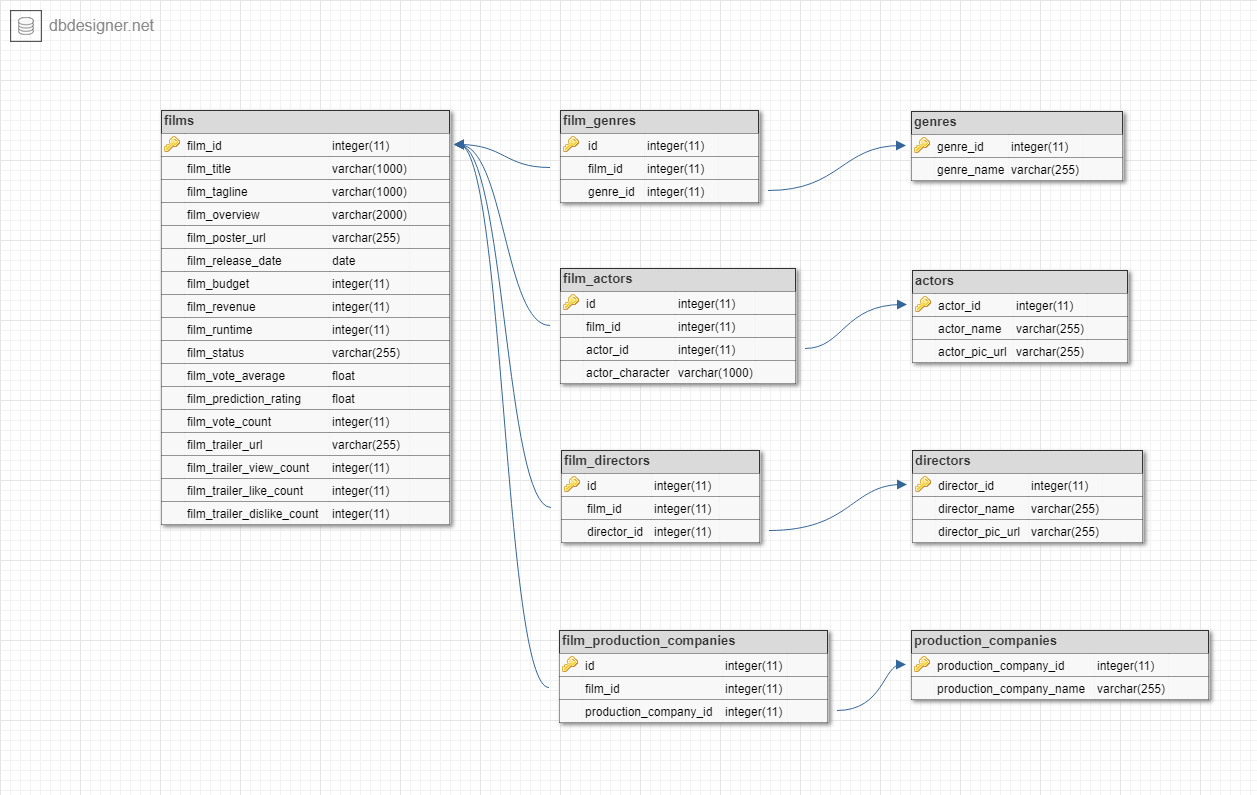 dbdesigner.net
films
film_id integer(11)
film_title varchar(1000)
film_tagline varchar(1000)
film_overview varchar(2000)
film_poster_url varchar(255)
film_release_date date
film_budget integer(11)
film_revenue integer(11)
film_runtime integer(11)
film_status varchar(255)
film_vote_average float
film_prediction_rating float
film_vote_count integer(11)
film_trailer_url varchar(255)
film_trailer_view_count integer(11)
film_trailer_like_count integer(11)
film_trailer_dislike_count integer(11)
film_genres
id integer(11)
film_id integer(11)
genre_id integer(11)
genres
genre_id integer(11)
genre_name varchar(255)
film_actors
id integer(11)
film_id integer(11)
actor_id integer(11)
actor_character varchar(1000)
actors
actor_id integer(11)
actor_name varchar(255)
actor_pic_url varchar(255)
film_directors
id integer(11)
film_id integer(11)
director_id integer(11)
directors
director_id integer(11)
director_name varchar(255)
director_pic_url varchar(255)
film_production_companies
id integer(11)
film_id integer(11)
production_company_id integer(11)
production_companies
production_company_id integer(11)
production_company_name varchar(255)